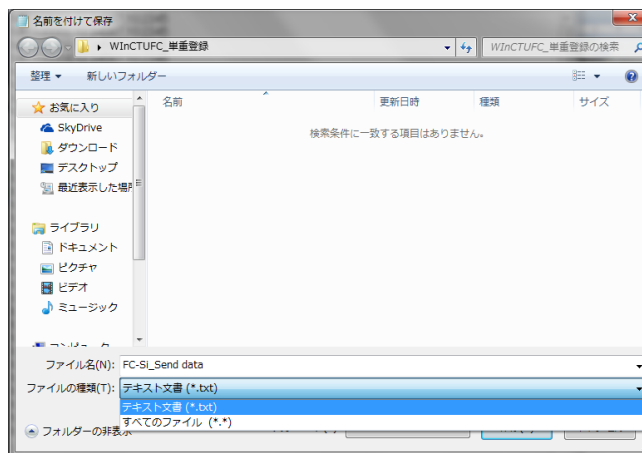 名前を付けて保存
WInCTUFC_単重登録
WInCTUFC_単重登録の検索
整理 新しいフォルダー
お気に入り
SkyDrive
ダウンロード
デスクトップ
最近表示した場所
ライブラリ
ドキュメント
ピクチャ
ビデオ
ミュージック
名前 更新日時 種類 サイズ
検索条件に一致する項目はありません。
ファイル名(N): FC-Si_Send data
ファイルの種類(T): テキスト文書 (*.txt)
テキスト文書 (*.txt)
すべてのファイル (*.*)
フォルダーの非表示